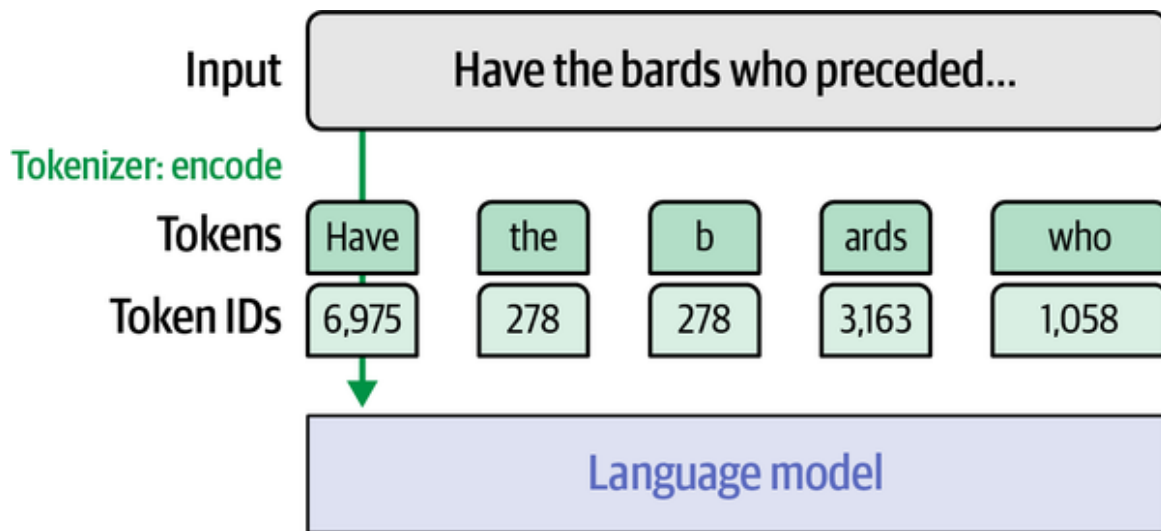 Input Have the bards who preceded...
Tokenizer: encode
Tokens Have the b ards who
Token IDs 6,975 278 278 3,163 1,058
Language model